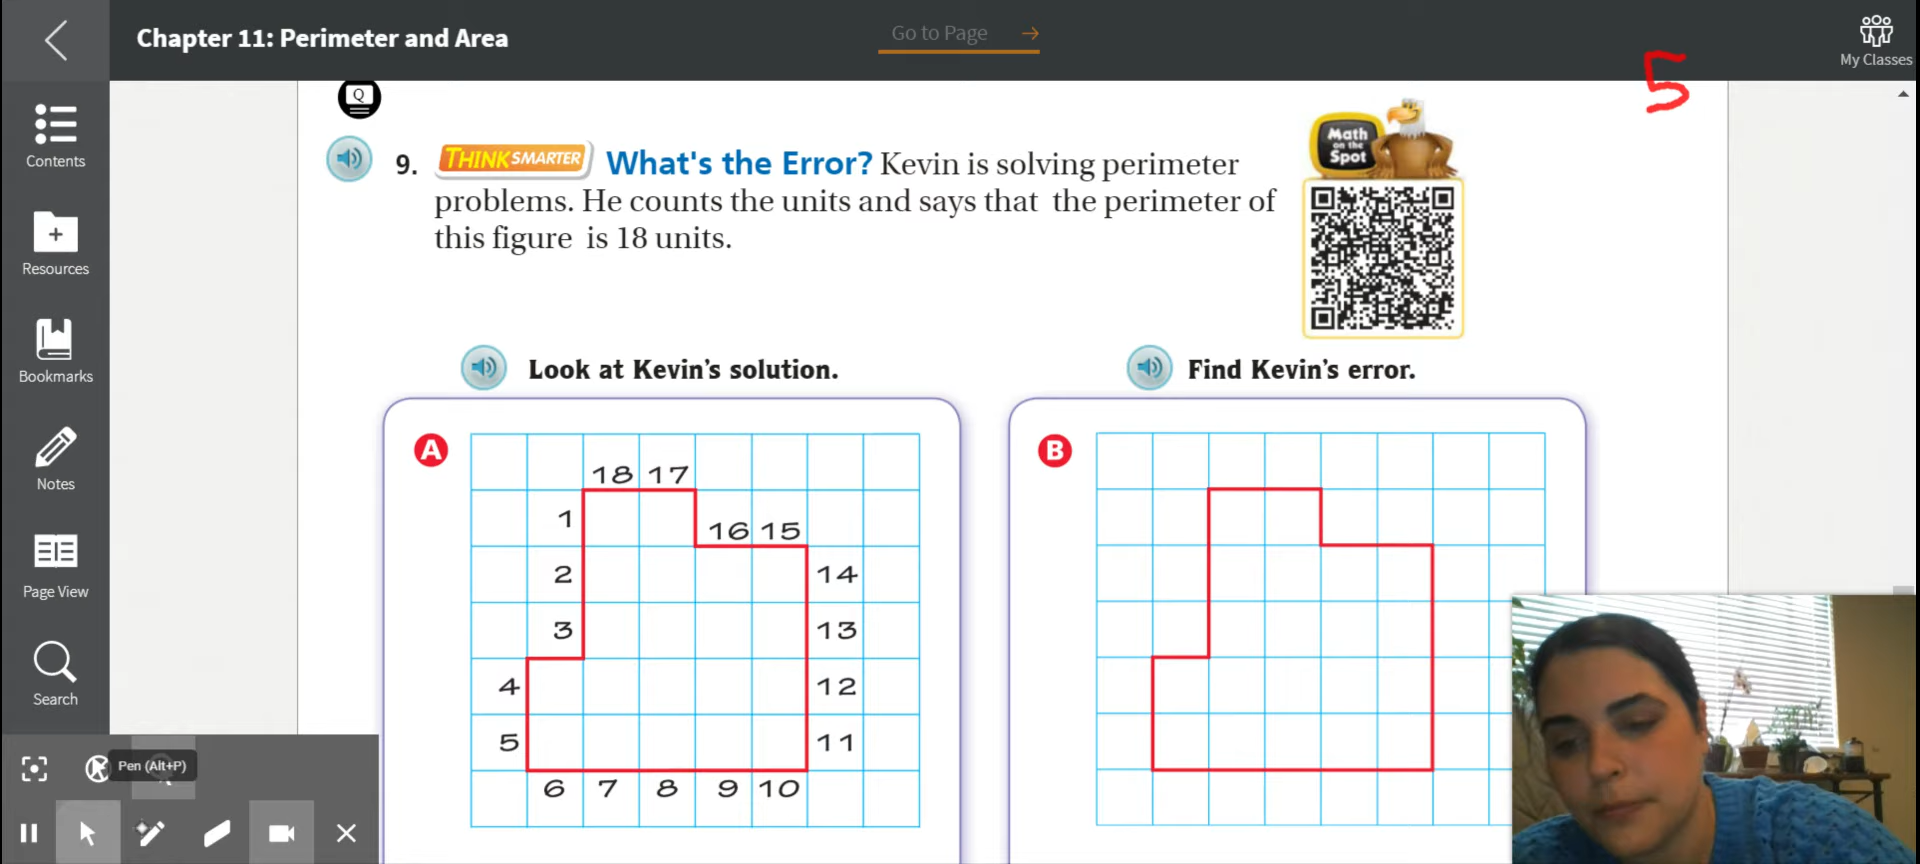 Chapter 11: Perimeter and Area
Go to Page →
My Classes
5
Contents
Resources
Bookmarks
Notes
Page View
Search
Pen (Alt+P)
Q
Math
on the
Spot
9. THINK SMARTER What's the Error? Kevin is solving perimeter
problems. He counts the units and says that the perimeter of
this figure is 18 units.
Look at Kevin's solution.
A
18 17
1
16 15
2
14
3
13
4
12
5
11
6 7 8 9 10
Find Kevin's error.
B